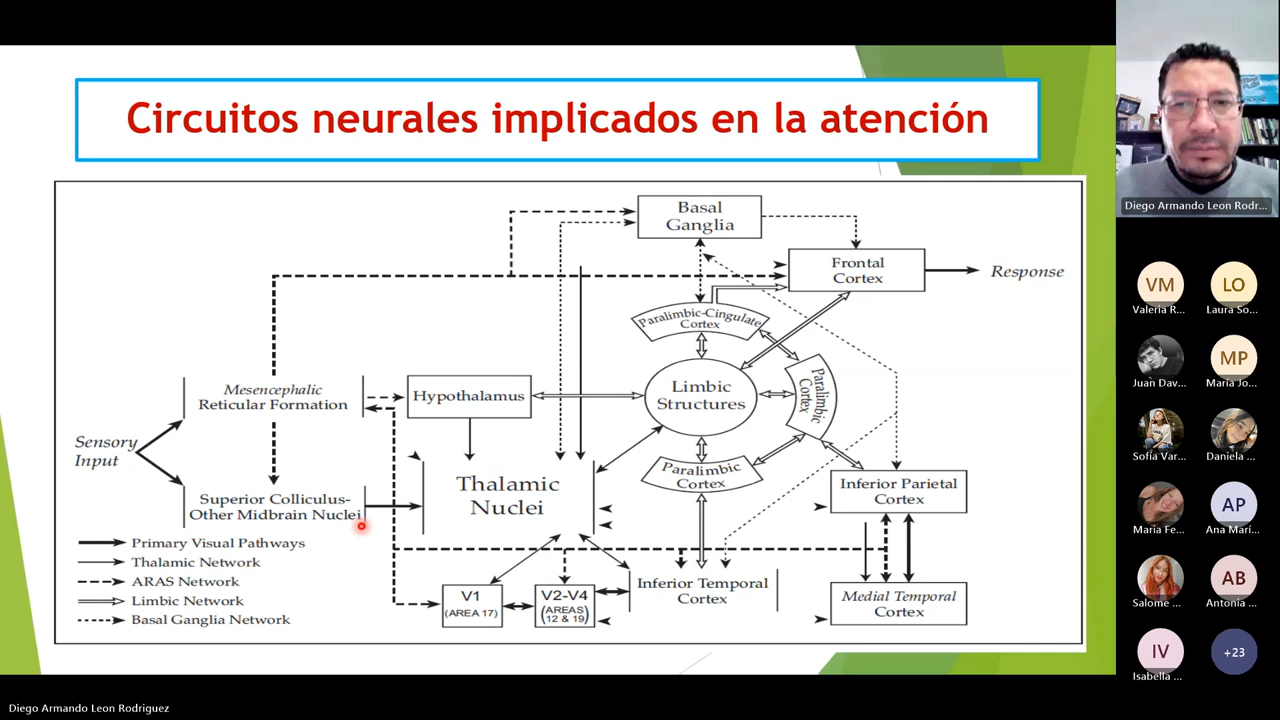 Circuitos neurales implicados en la atención
Basal
Ganglia
Frontal
Cortex
Response
Paralimbic-Cingulate
Cortex
Mesencephalic
Reticular Formation
Hypothalamus
Limbic
Structures
Paralimbic
Cortex
Sensory
Input
Superior Colliculus-
Other Midbrain Nuclei
Thalamic
Nuclei
Paralimbic
Cortex
Inferior Parietal
Cortex
Primary Visual Pathways
Thalamic Network
ARAS Network
Limbic Network
Basal Ganglia Network
V1
(AREA 17)
V2-V4
(AREAS
12 & 19)
Inferior Temporal
Cortex
Medial Temporal
Cortex
Diego Armando Leon Rodr...
VM
Valeria R...
LO
Laura So...
Juan Dav...
MP
Maria Jo...
Sofía Var...
Daniela ...
Maria Fe...
AP
Ana Marí...
Salome ...
AB
Antonia ...
IV
Isabella ...
+23
Diego Armando Leon Rodriguez